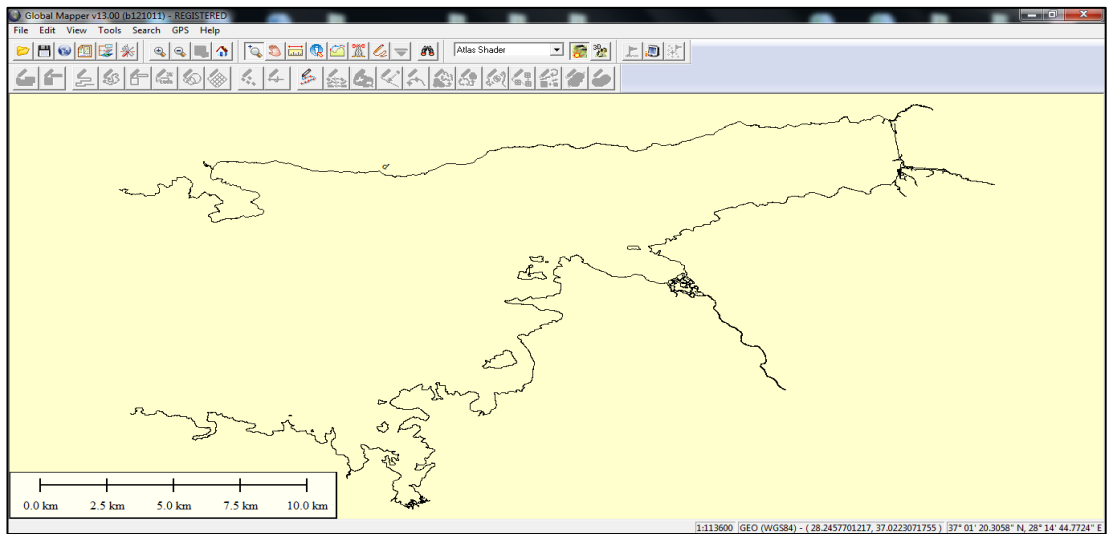 Global Mapper v13.00 (b121011) - REGISTERED
File Edit View Tools Search GPS Help
Atlas Shader
0.0 km 2.5 km 5.0 km 7.5 km 10.0 km
1:113600 GEO (WGS84) - ( 28.2457701217, 37.0223071755 ) 37° 01' 20.3058" N, 28° 14' 44.7724" E